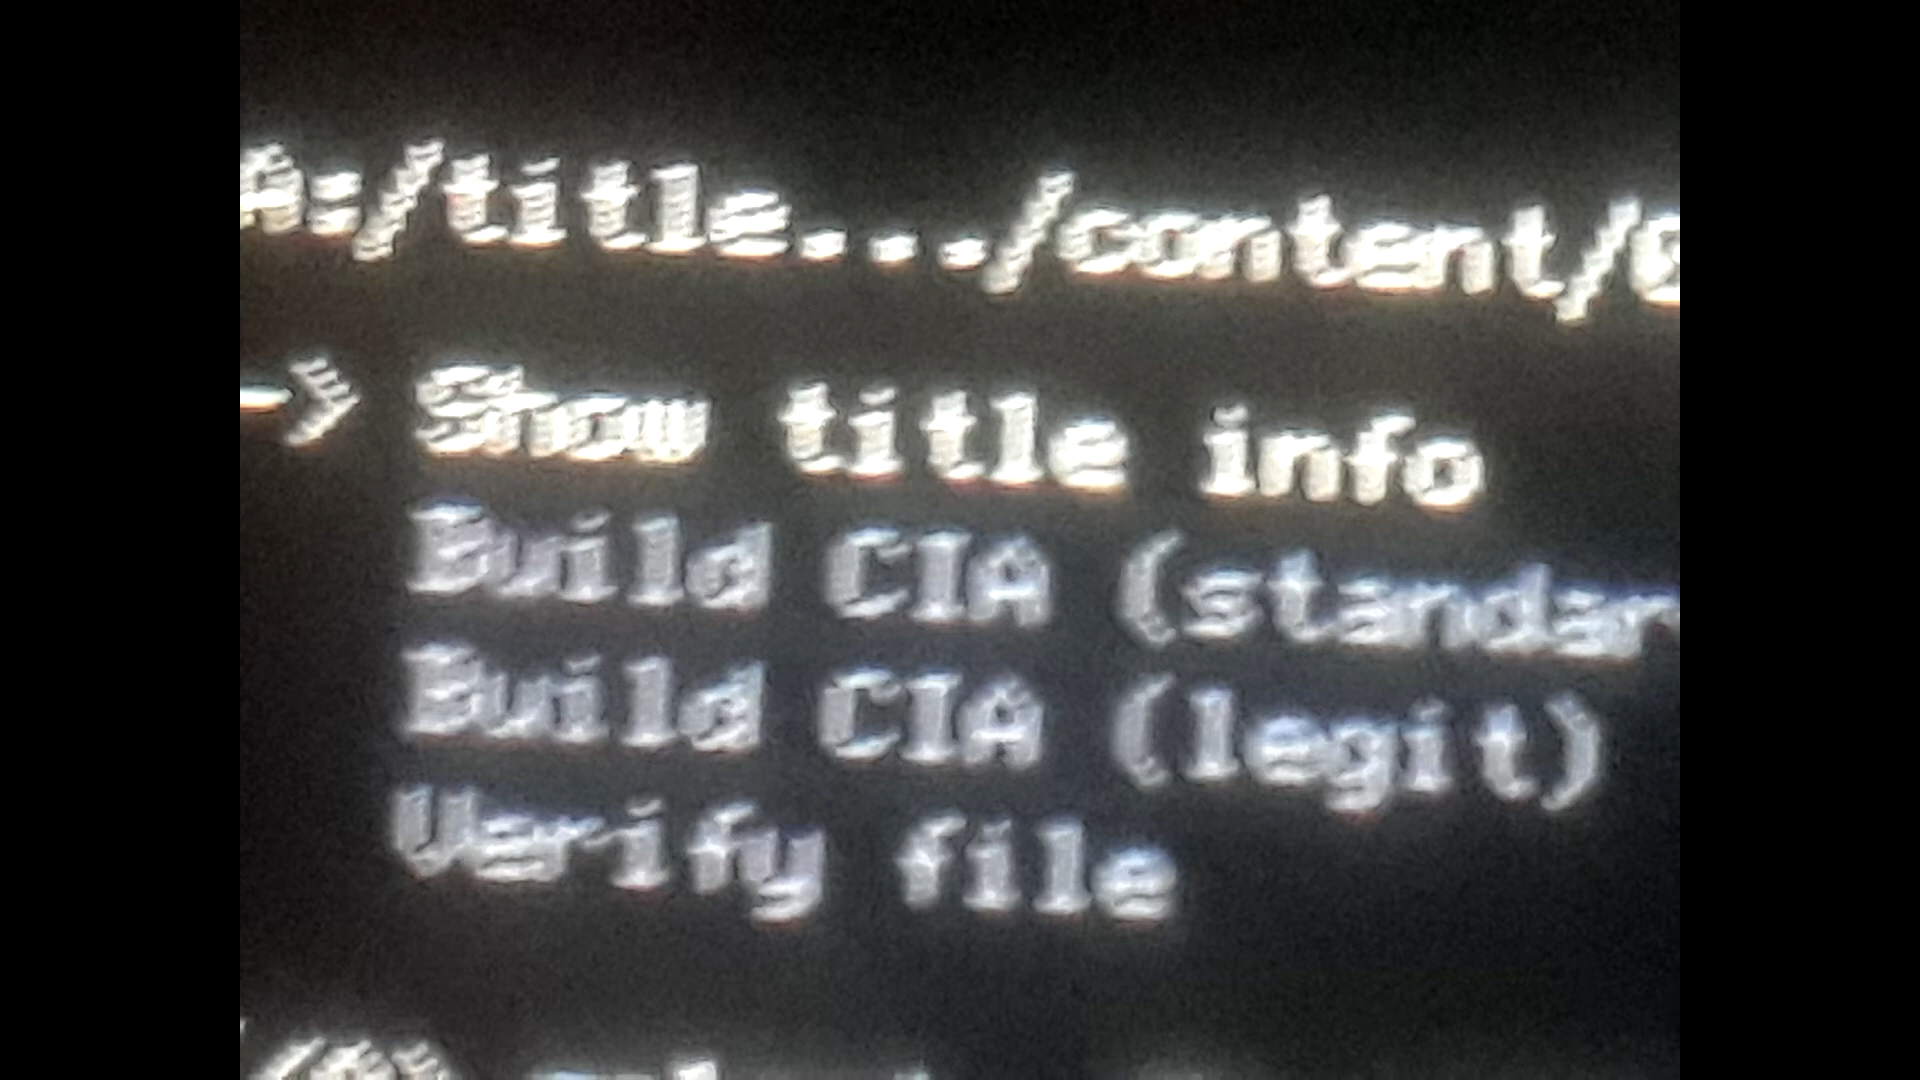 A:/title.../content/
-> Show title info
Build CIA (standar
Build CIA (legit)
Verify file